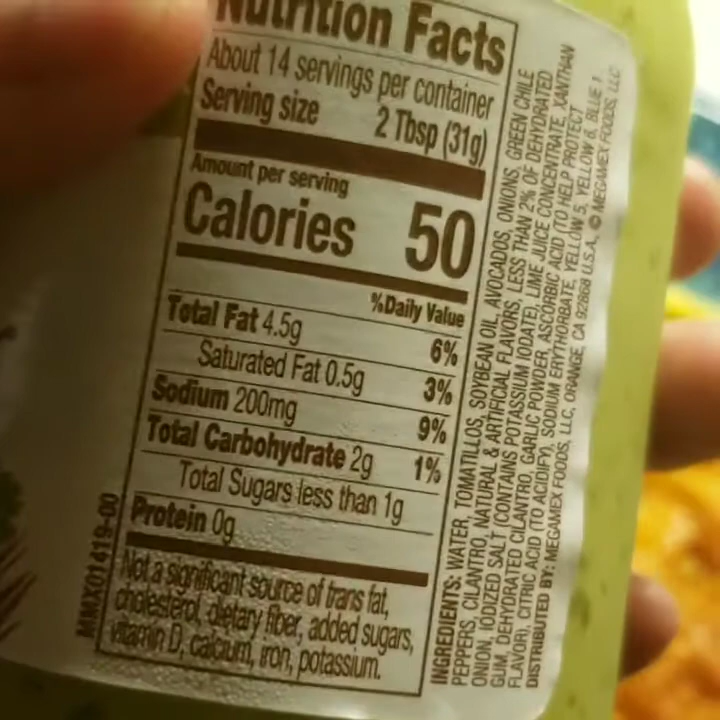 Nutrition Facts
About 14 servings per container
Serving size 2 Tbsp (31g)
Amount per serving
Calories 50
%Daily Value
Total Fat 4.5g 6%
Saturated Fat 0.5g 3%
Sodium 200mg 9%
Total Carbohydrate 2g 1%
Total Sugars less than 1g
Protein 0g
Not a significant source of trans fat,
cholesterol, dietary fiber, added sugars,
vitamin D, calcium, iron, potassium.
MMX01419-00
INGREDIENTS: WATER, TOMATILLOS, SOYBEAN OIL, AVOCADOS, ONIONS, GREEN CHILE
PEPPERS, CILANTRO, NATURAL & ARTIFICIAL FLAVORS, LESS THAN 2% OF DEHYDRATED
ONION, IODIZED SALT (CONTAINS POTASSIUM IODATE), LIME JUICE CONCENTRATE, XANTHAN
GUM, DEHYDRATED CILANTRO, GARLIC POWDER, ASCORBIC ACID (TO HELP PROTECT
FLAVOR), CITRIC ACID (TO ACIDIFY), SODIUM ERYTHORBATE, YELLOW 5, YELLOW 6, BLUE 1
DISTRIBUTED BY: MEGAMEX FOODS, LLC, ORANGE, CA 92868 U.S.A, © MEGAMEX FOODS, LLC